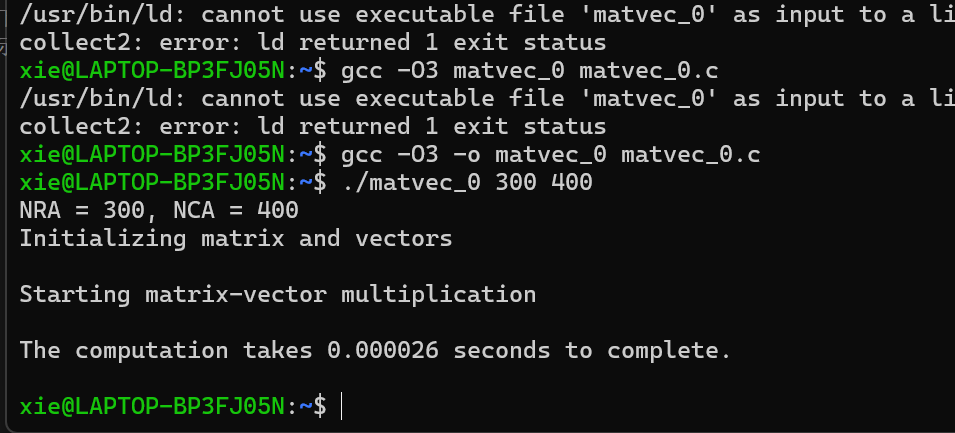 /usr/bin/ld: cannot use executable file 'matvec_0' as input to a li
collect2: error: ld returned 1 exit status
xie@LAPTOP-BP3FJ05N:~$ gcc -O3 matvec_0 matvec_0.c
/usr/bin/ld: cannot use executable file 'matvec_0' as input to a li
collect2: error: ld returned 1 exit status
xie@LAPTOP-BP3FJ05N:~$ gcc -O3 -o matvec_0 matvec_0.c
xie@LAPTOP-BP3FJ05N:~$ ./matvec_0 300 400
NRA = 300, NCA = 400
Initializing matrix and vectors
Starting matrix-vector multiplication
The computation takes 0.000026 seconds to complete.
xie@LAPTOP-BP3FJ05N:~$